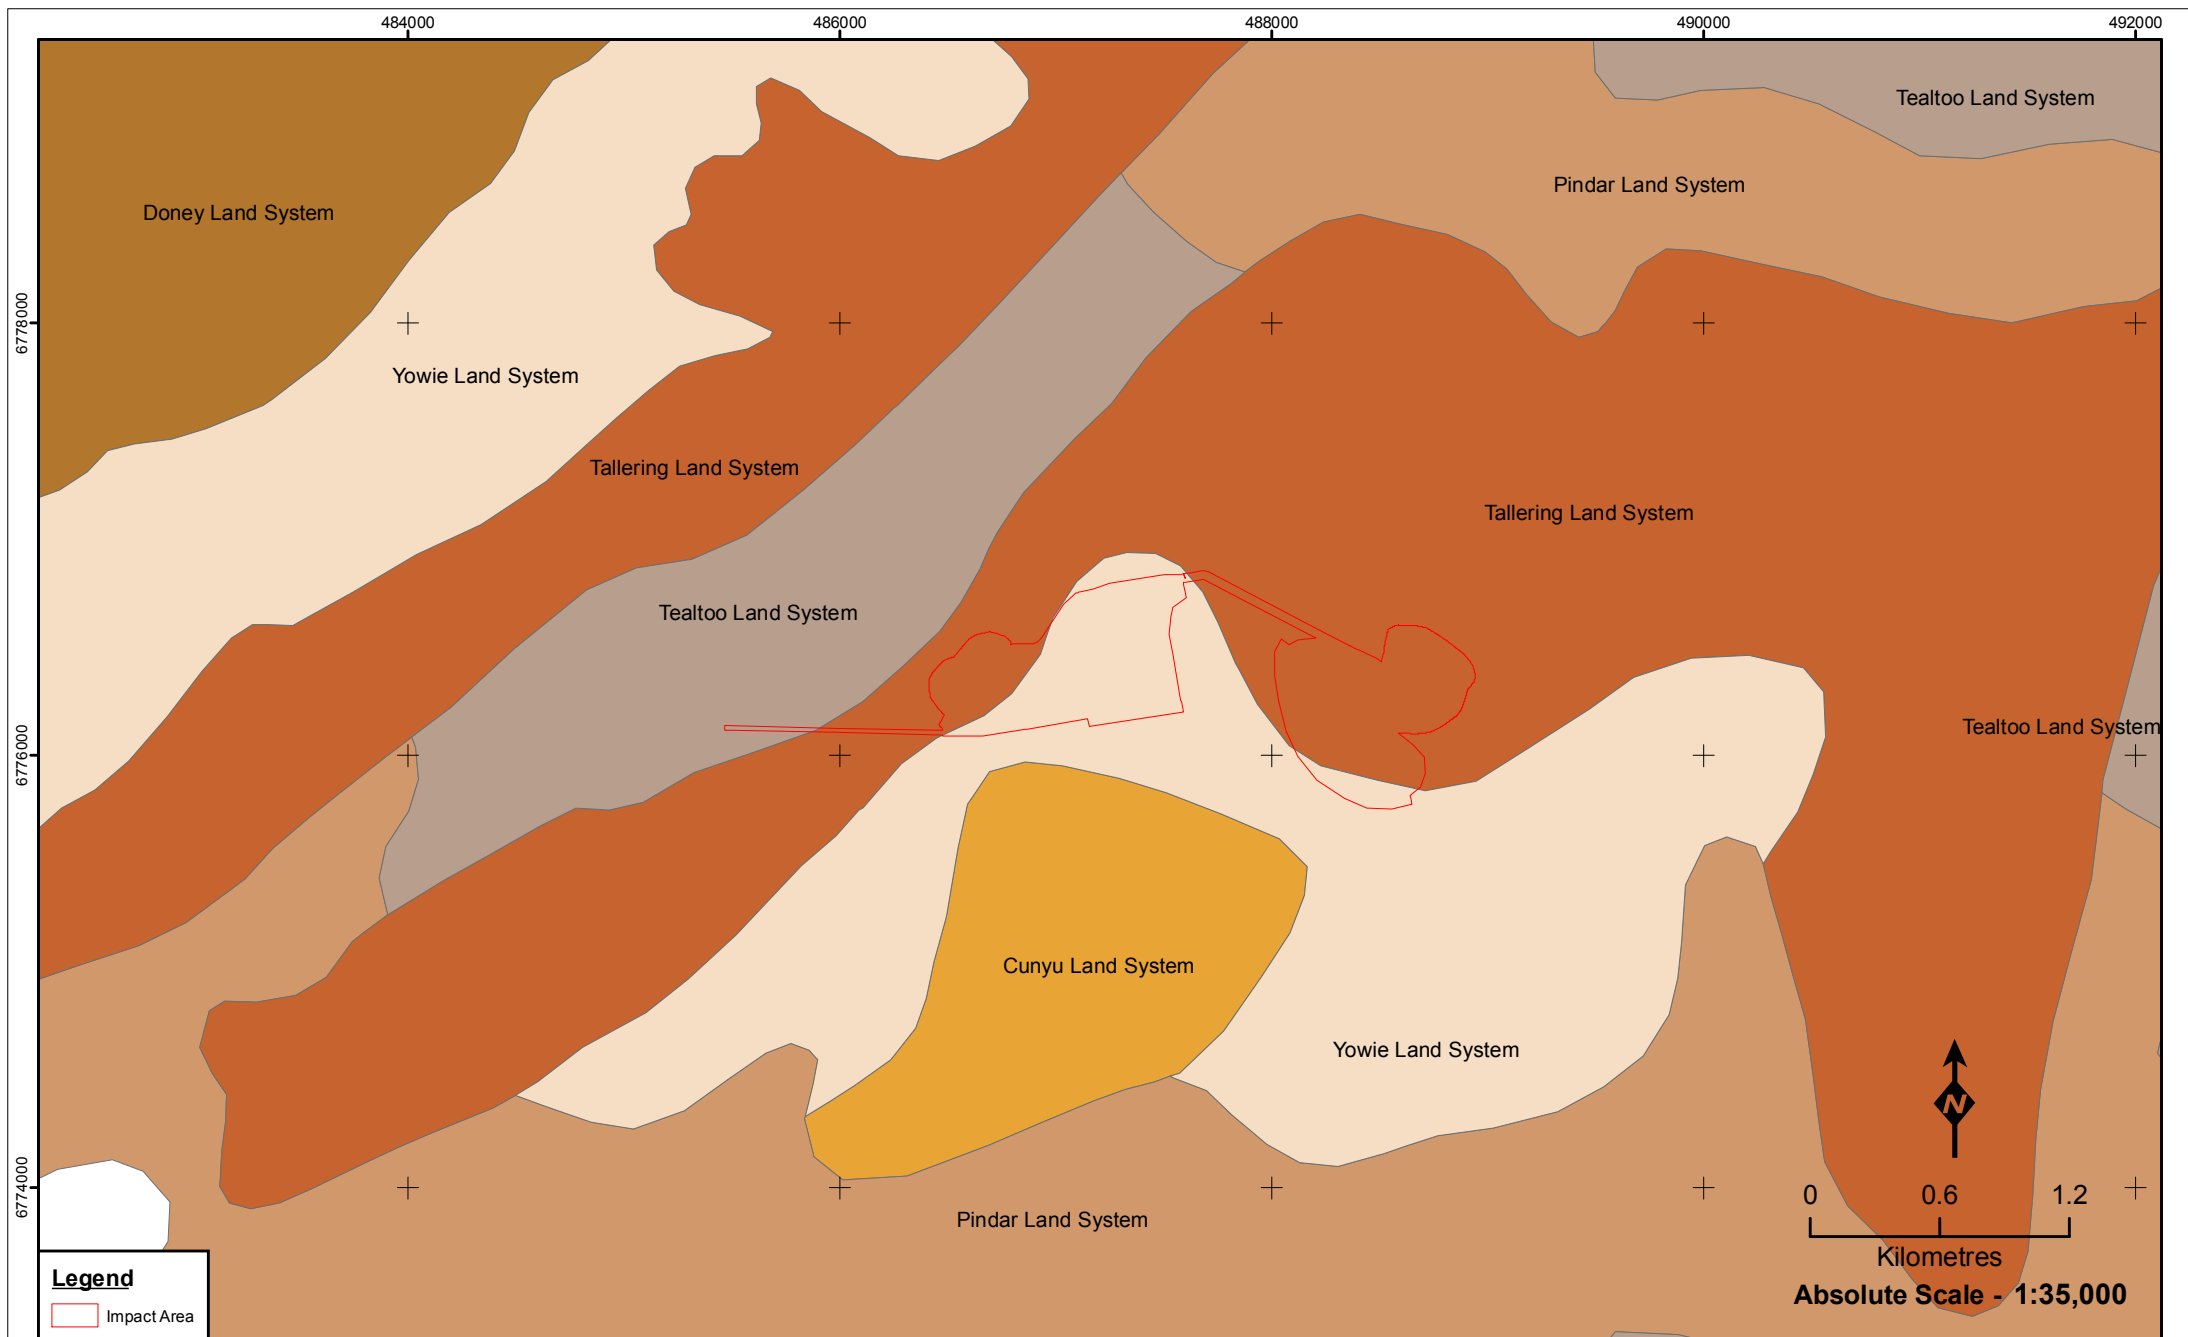 484000
486000
488000
490000
492000
Tealtoo Land System
Pindar Land System
Doney Land System
6778000
Yowie Land System
Tallering Land System
Tallering Land System
Tealtoo Land System
Tealtoo Land System
6776000
Cunyu Land System
Yowie Land System
N
6774000
0 0.6 1.2
Pindar Land System
Kilometres
Absolute Scale - 1:35,000
Legend
Impact Area